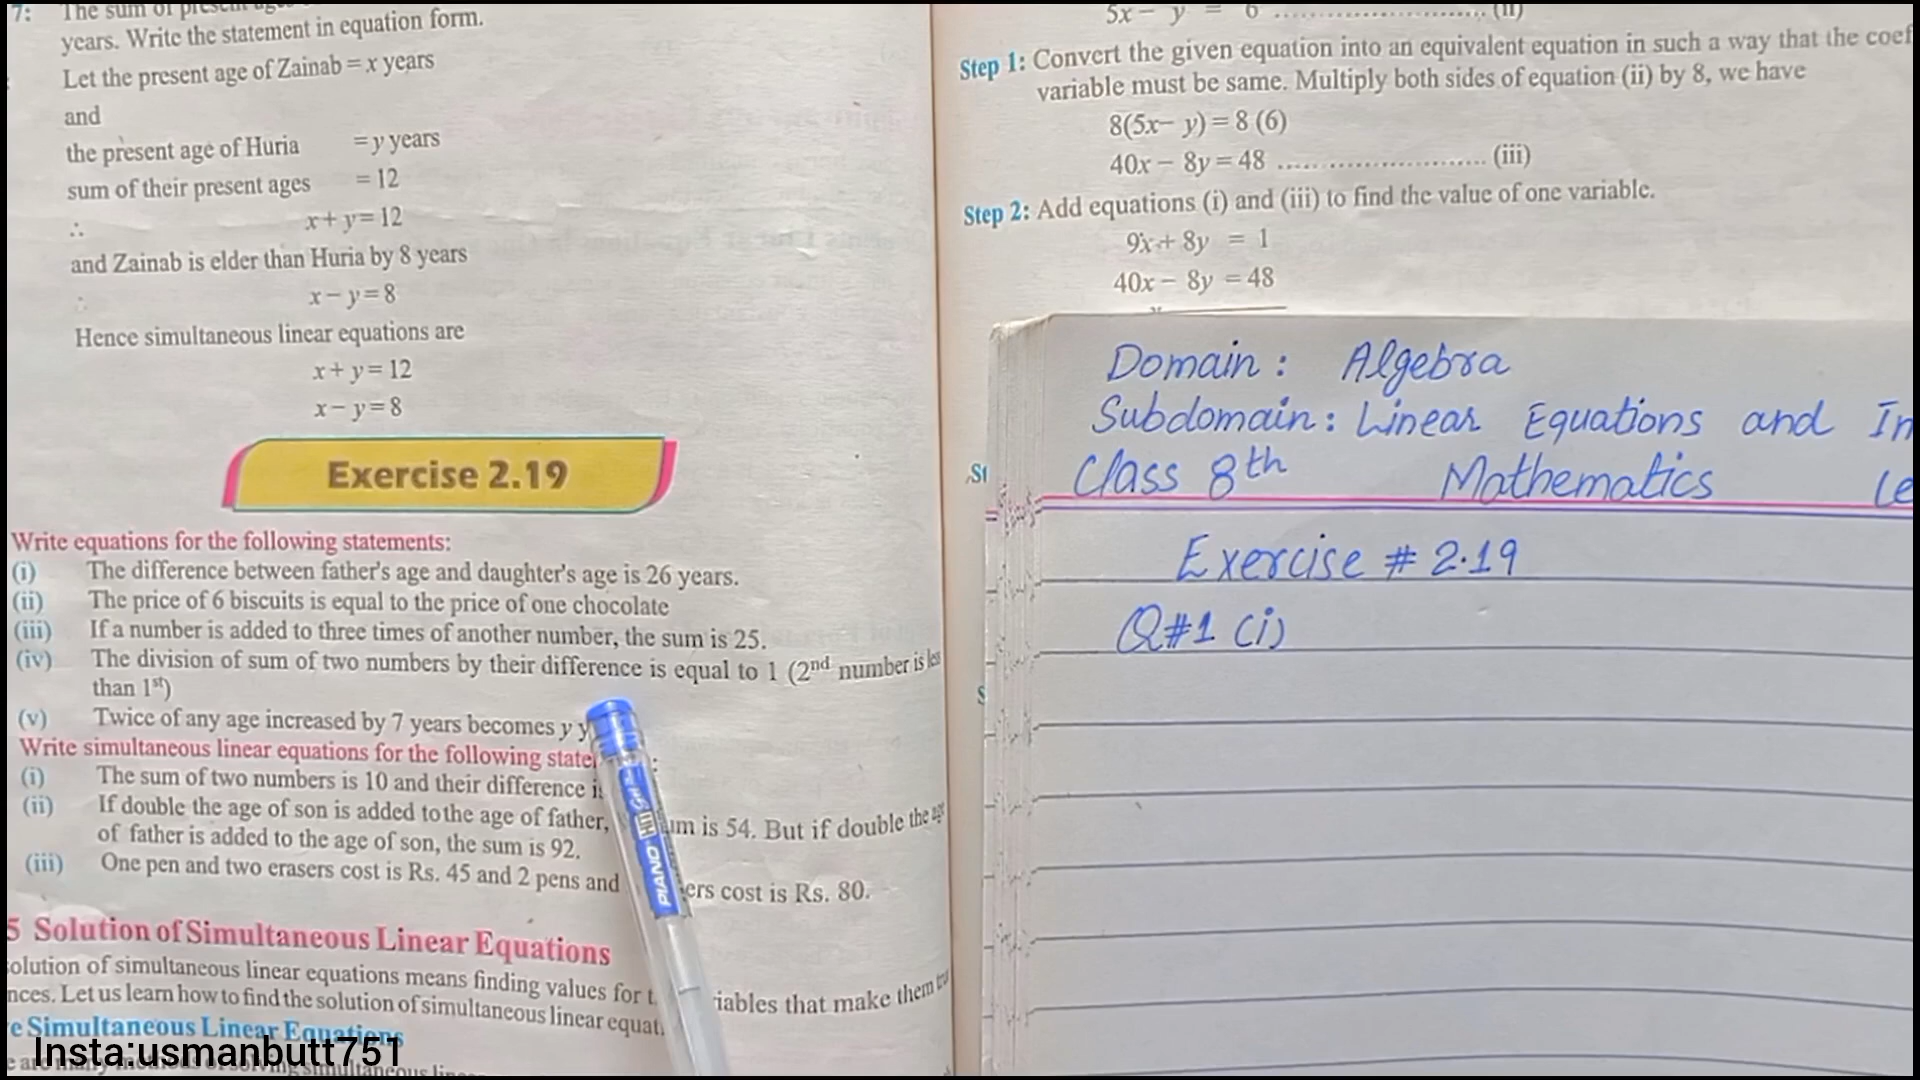 7: The sum of present
years. Write the statement in equation form.
Let the present age of Zainab = x years
and
the present age of Huria = y years
sum of their present ages = 12
∴ x + y = 12
and Zainab is elder than Huria by 8 years
∴ x − y = 8
Hence simultaneous linear equations are
x + y = 12
x − y = 8
Exercise 2.19
Write equations for the following statements:
(i) The difference between father's age and daughter's age is 26 years.
(ii) The price of 6 biscuits is equal to the price of one chocolate
(iii) If a number is added to three times of another number, the sum is 25.
(iv) The division of sum of two numbers by their difference is equal to 1 (2nd number is less
than 1st)
(v) Twice of any age increased by 7 years becomes y y
Write simultaneous linear equations for the following state :
(i) The sum of two numbers is 10 and their difference i
(ii) If double the age of son is added to the age of father, um is 54. But if double the age
of father is added to the age of son, the sum is 92.
(iii) One pen and two erasers cost is Rs. 45 and 2 pens and ers cost is Rs. 80.
5 Solution of Simultaneous Linear Equations
solution of simultaneous linear equations means finding values for t iables that make them
nces. Let us learn how to find the solution of simultaneous linear equat
e Simultaneous Linear Equations
Insta:usmanbutt751
5x − y = 6 (ii)
Step 1: Convert the given equation into an equivalent equation in such a way that the coef
variable must be same. Multiply both sides of equation (ii) by 8, we have
8(5x − y) = 8 (6)
40x − 8y = 48 ........................ (iii)
Step 2: Add equations (i) and (iii) to find the value of one variable.
9x + 8y = 1
40x − 8y = 48
St
Domain: Algebra
Subdomain: Linear Equations and In
Class 8th Mathematics Le
Exercise # 2.19
Q#1 (i)